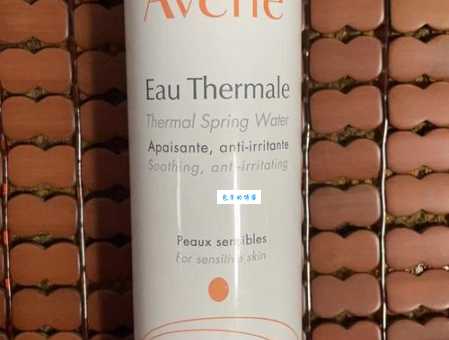 Avène
Eau Thermale
Thermal Spring Water
Apaisante, anti-irritante
Soothing, anti-irritating
Peaux sensibles
For sensitive skin